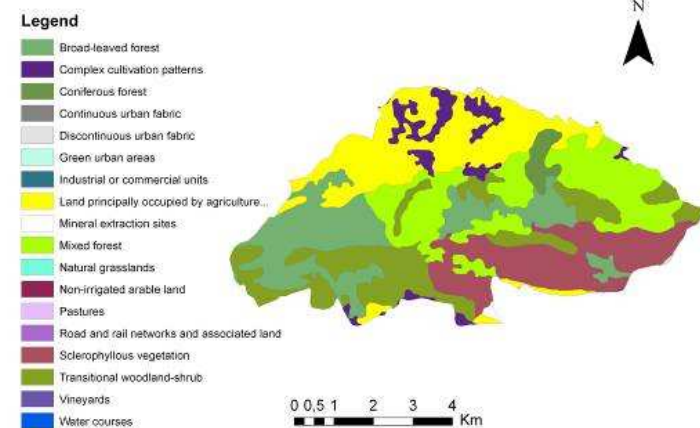 Legend
Broad-leaved forest
Complex cultivation patterns
Coniferous forest
Continuous urban fabric
Discontinuous urban fabric
Green urban areas
Industrial or commercial units
Land principally occupied by agriculture...
Mineral extraction sites
Mixed forest
Natural grasslands
Non-irrigated arable land
Pastures
Road and rail networks and associated land
Sclerophyllous vegetation
Transitional woodland-shrub
Vineyards
Water courses
N
0 0,5 1 2 3 4
Km